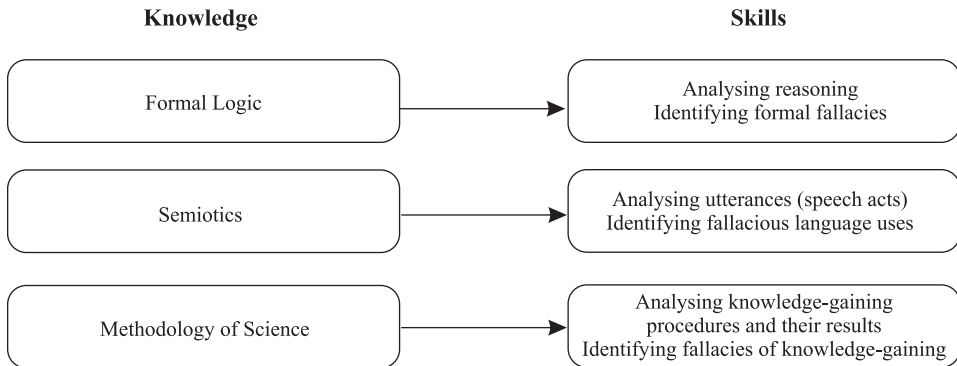 Knowledge
Skills
Formal Logic
Analysing reasoning
Identifying formal fallacies
Semiotics
Analysing utterances (speech acts)
Identifying fallacious language uses
Methodology of Science
Analysing knowledge-gaining
procedures and their results
Identifying fallacies of knowledge-gaining